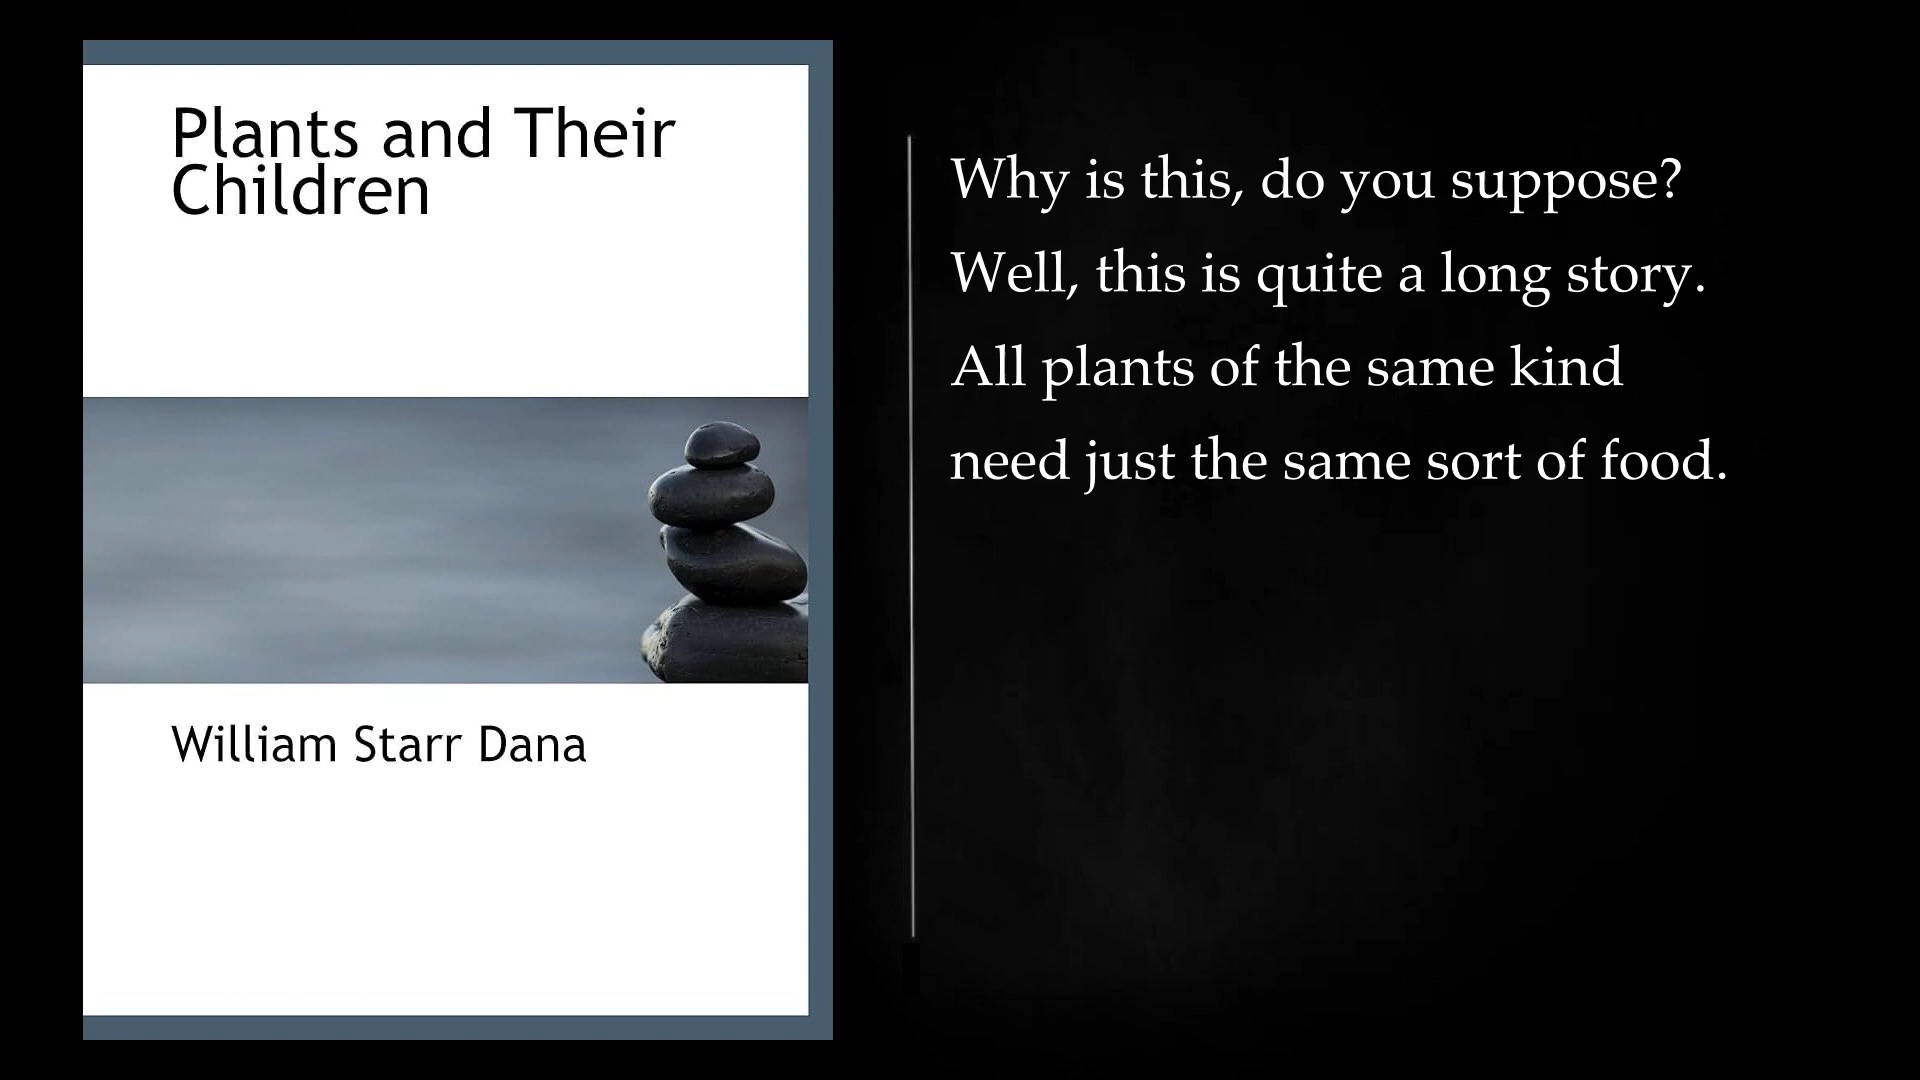 Plants and Their
Children
William Starr Dana
Why is this, do you suppose?
Well, this is quite a long story.
All plants of the same kind
need just the same sort of food.